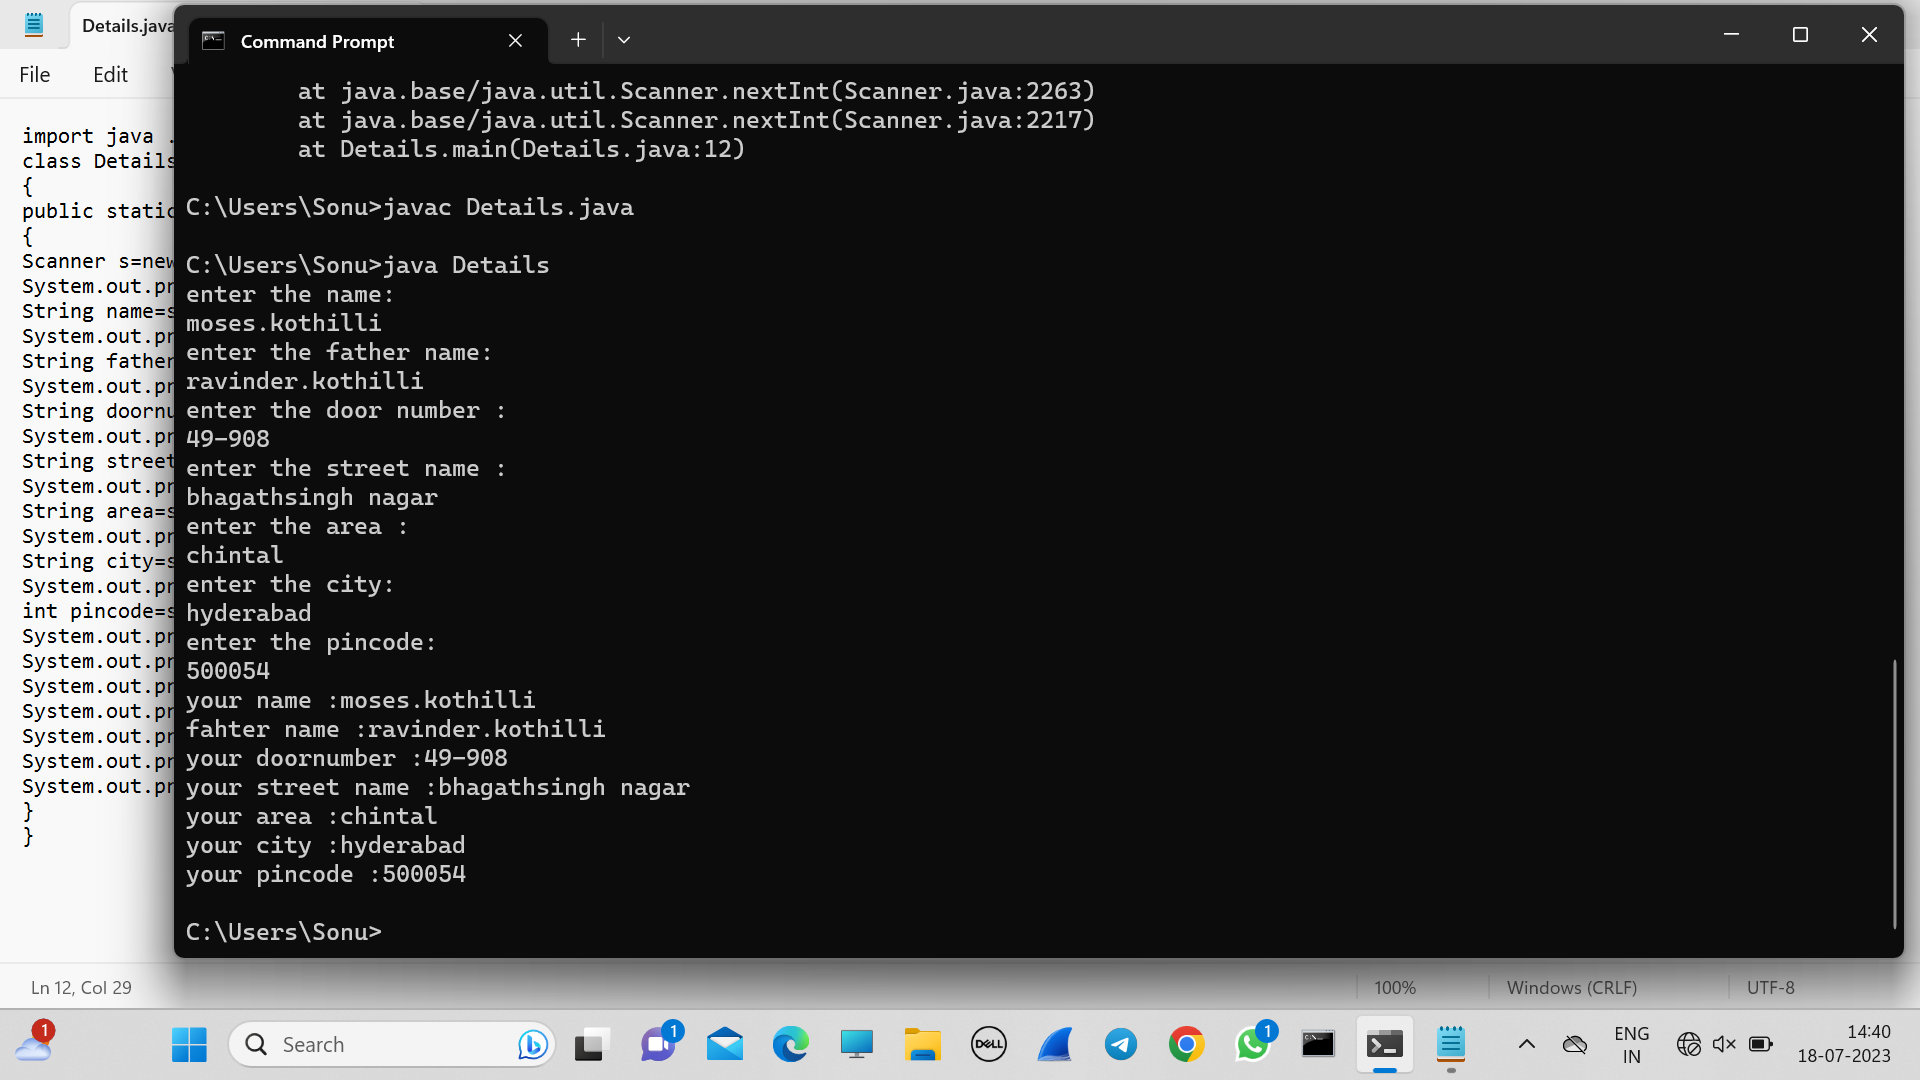 Details.java
File Edit
import java .
class Details
{
public static
{
Scanner s=new
System.out.pr
String name=s
System.out.pr
String father
System.out.pr
String doornu
System.out.pr
String street
System.out.pr
String area=s
System.out.pr
String city=s
System.out.pr
int pincode=s
System.out.pr
System.out.pr
System.out.pr
System.out.pr
System.out.pr
System.out.pr
System.out.pr
}
}
Command Prompt
at java.base/java.util.Scanner.nextInt(Scanner.java:2263)
at java.base/java.util.Scanner.nextInt(Scanner.java:2217)
at Details.main(Details.java:12)
C:\Users\Sonu>javac Details.java
C:\Users\Sonu>java Details
enter the name:
moses.kothilli
enter the father name:
ravinder.kothilli
enter the door number :
49-908
enter the street name :
bhagathsingh nagar
enter the area :
chintal
enter the city:
hyderabad
enter the pincode:
500054
your name :moses.kothilli
fahter name :ravinder.kothilli
your doornumber :49-908
your street name :bhagathsingh nagar
your area :chintal
your city :hyderabad
your pincode :500054
C:\Users\Sonu>
Ln 12, Col 29
100%
Windows (CRLF)
UTF-8
1
Search
1
DELL
1
ENG
IN
14:40
18-07-2023